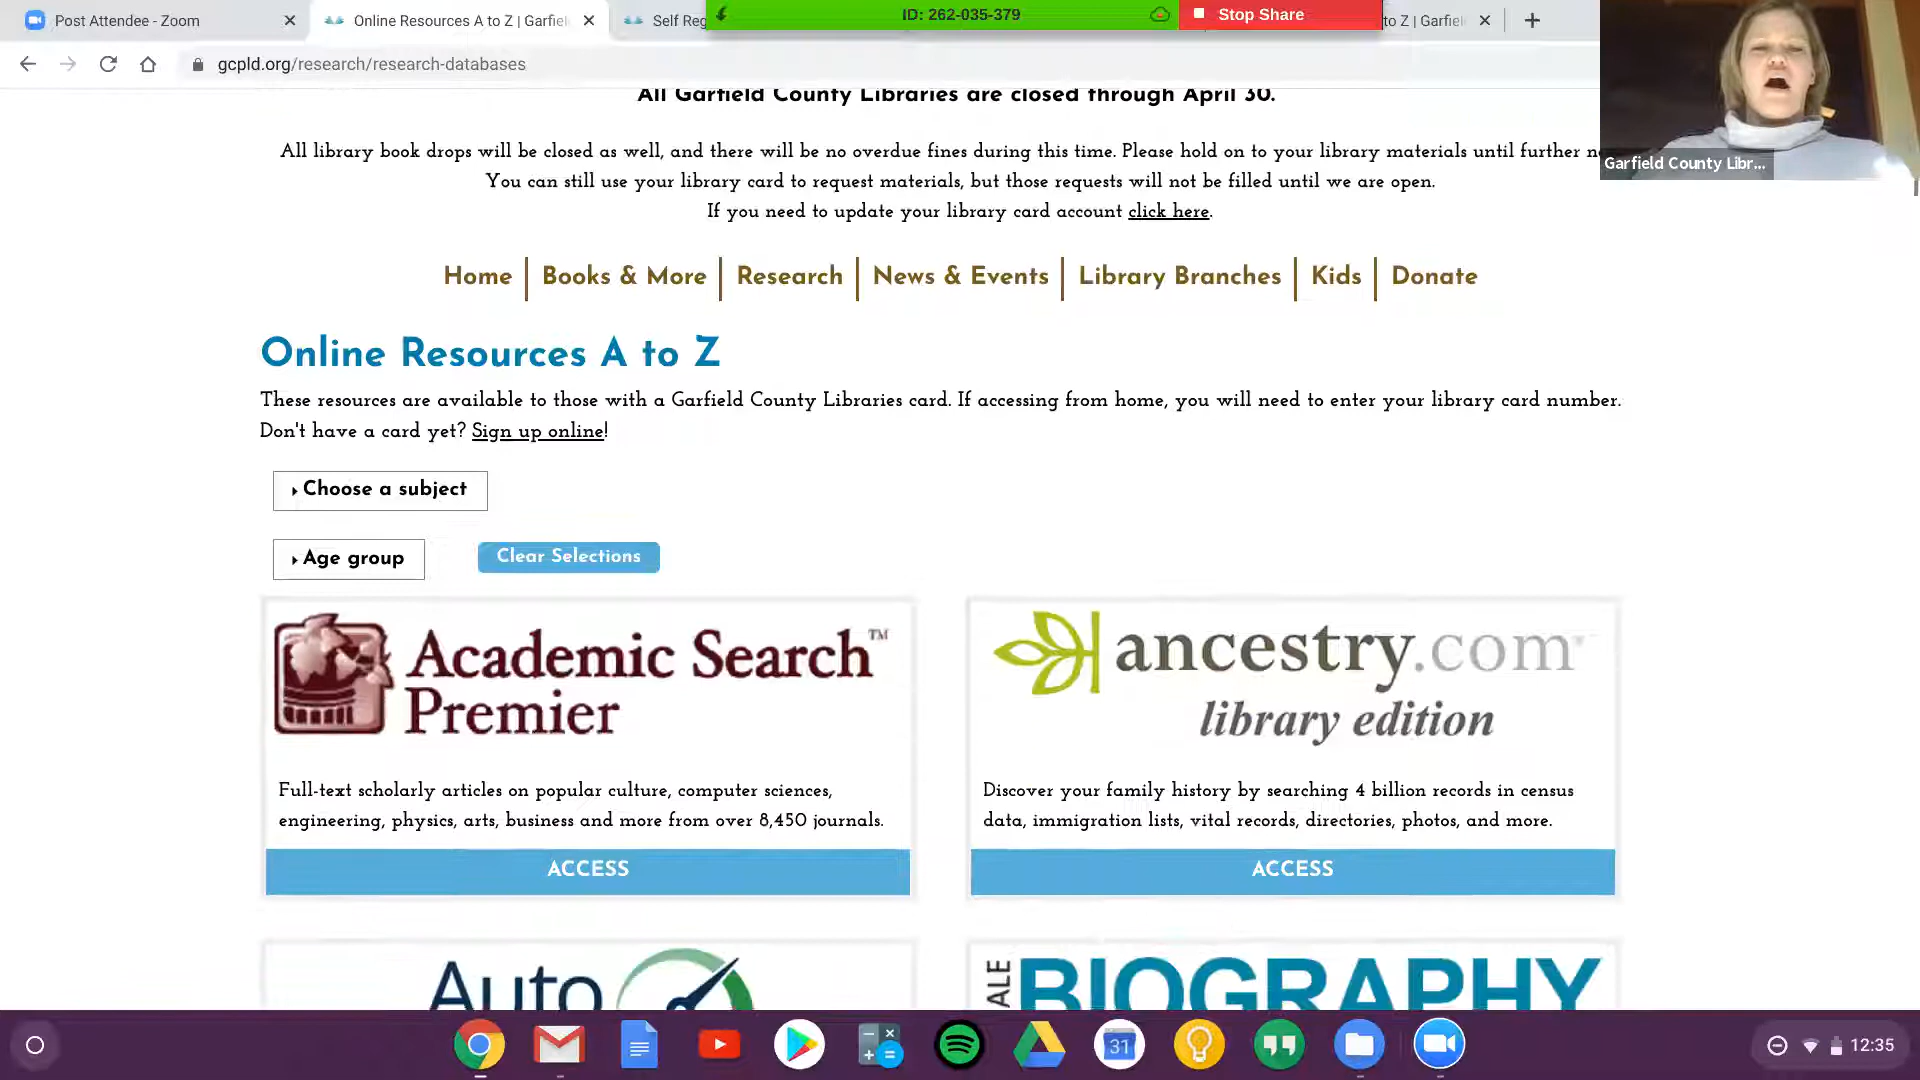 Post Attendee - Zoom
Online Resources A to Z | Garfiel
Self Reg
ID: 262-035-379
Stop Share
to Z | Garfiel
gcpld.org/research/research-databases
All Garfield County Libraries are closed through April 30.
All library book drops will be closed as well, and there will be no overdue fines during this time. Please hold on to your library materials until further
You can still use your library card to request materials, but those requests will not be filled until we are open.
If you need to update your library card account click here.
Garfield County Libr...
Home
Books & More
Research
News & Events
Library Branches
Kids
Donate
Online Resources A to Z
These resources are available to those with a Garfield County Libraries card. If accessing from home, you will need to enter your library card number.
Don't have a card yet? Sign up online!
Choose a subject
Age group
Clear Selections
Academic Search™
Premier
ancestry.com
library edition
Full-text scholarly articles on popular culture, computer sciences,
engineering, physics, arts, business and more from over 8,450 journals.
Discover your family history by searching 4 billion records in census
data, immigration lists, vital records, directories, photos, and more.
ACCESS
ACCESS
Auto
ALE
BIOGRAPHY
31
12:35